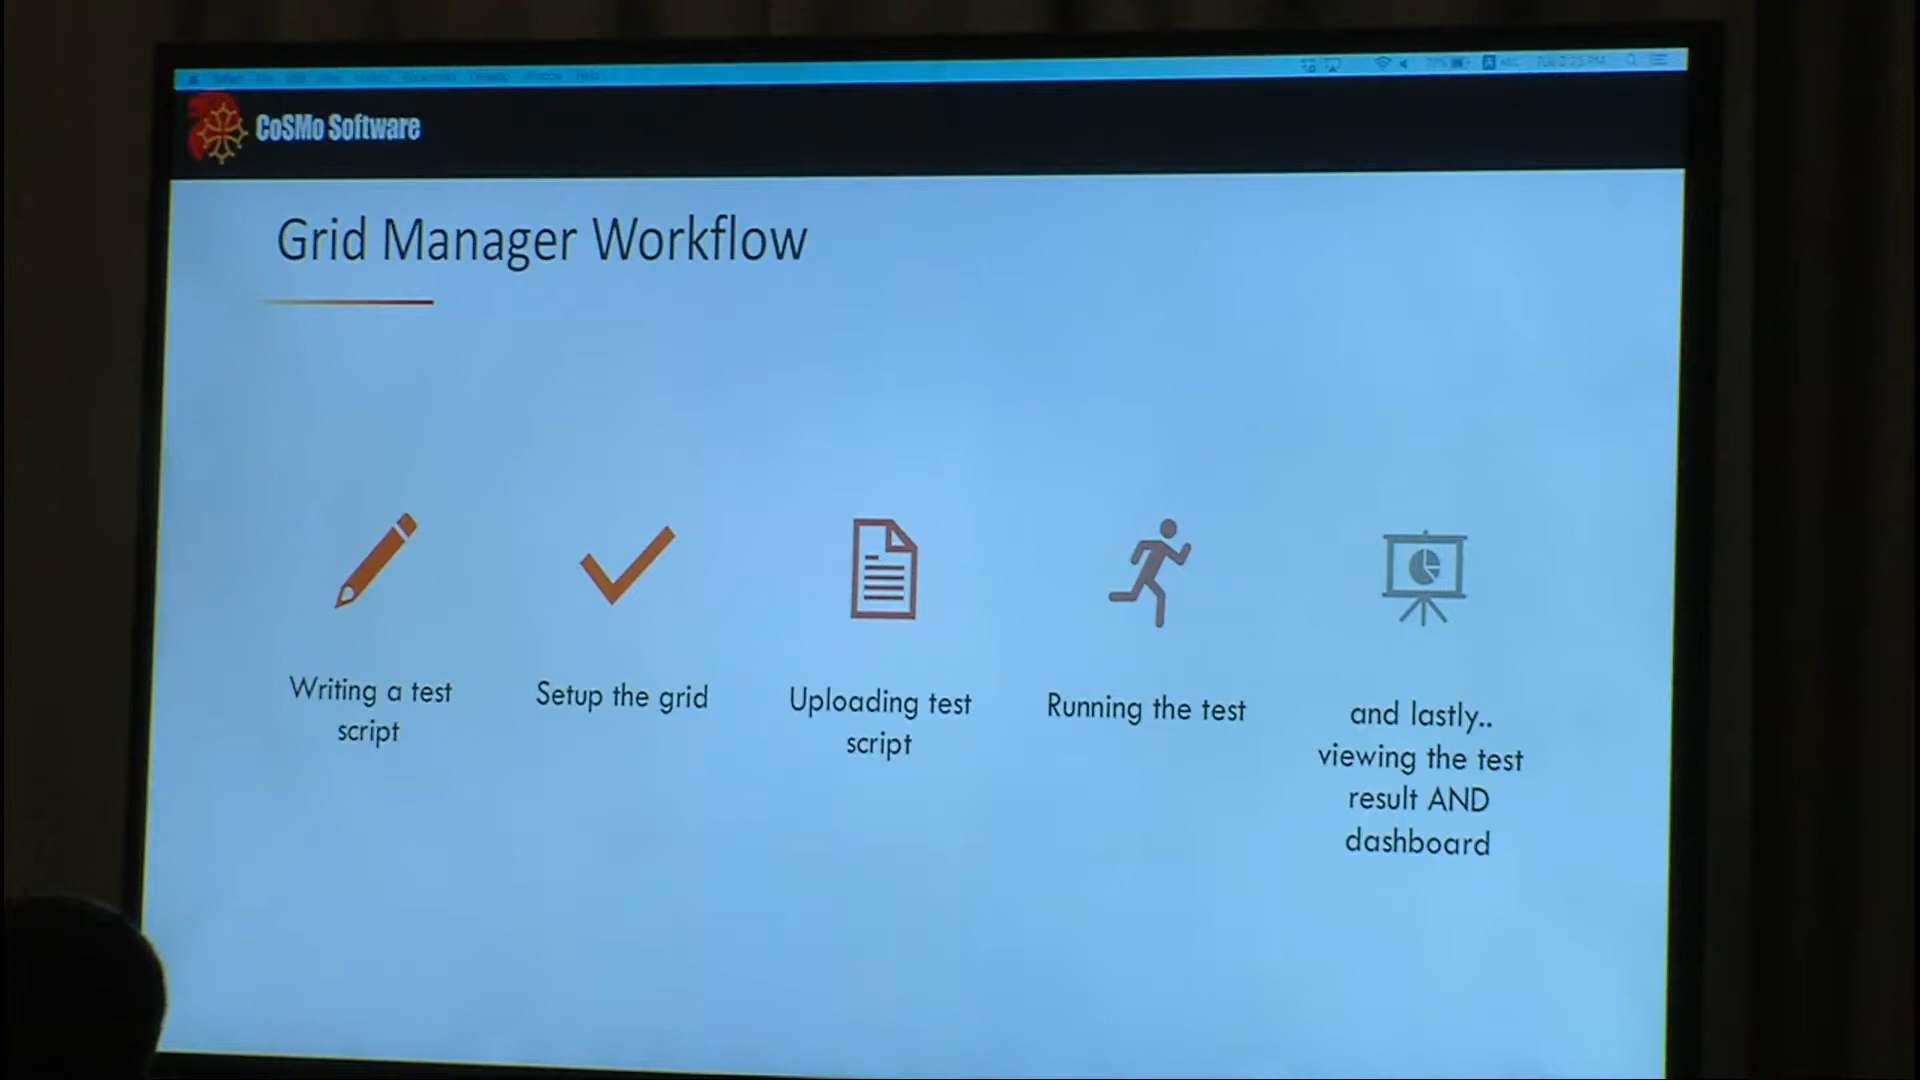 CoSMo Software
Grid Manager Workflow
Writing a test
script
Setup the grid
Uploading test
script
Running the test
and lastly..
viewing the test
result AND
dashboard